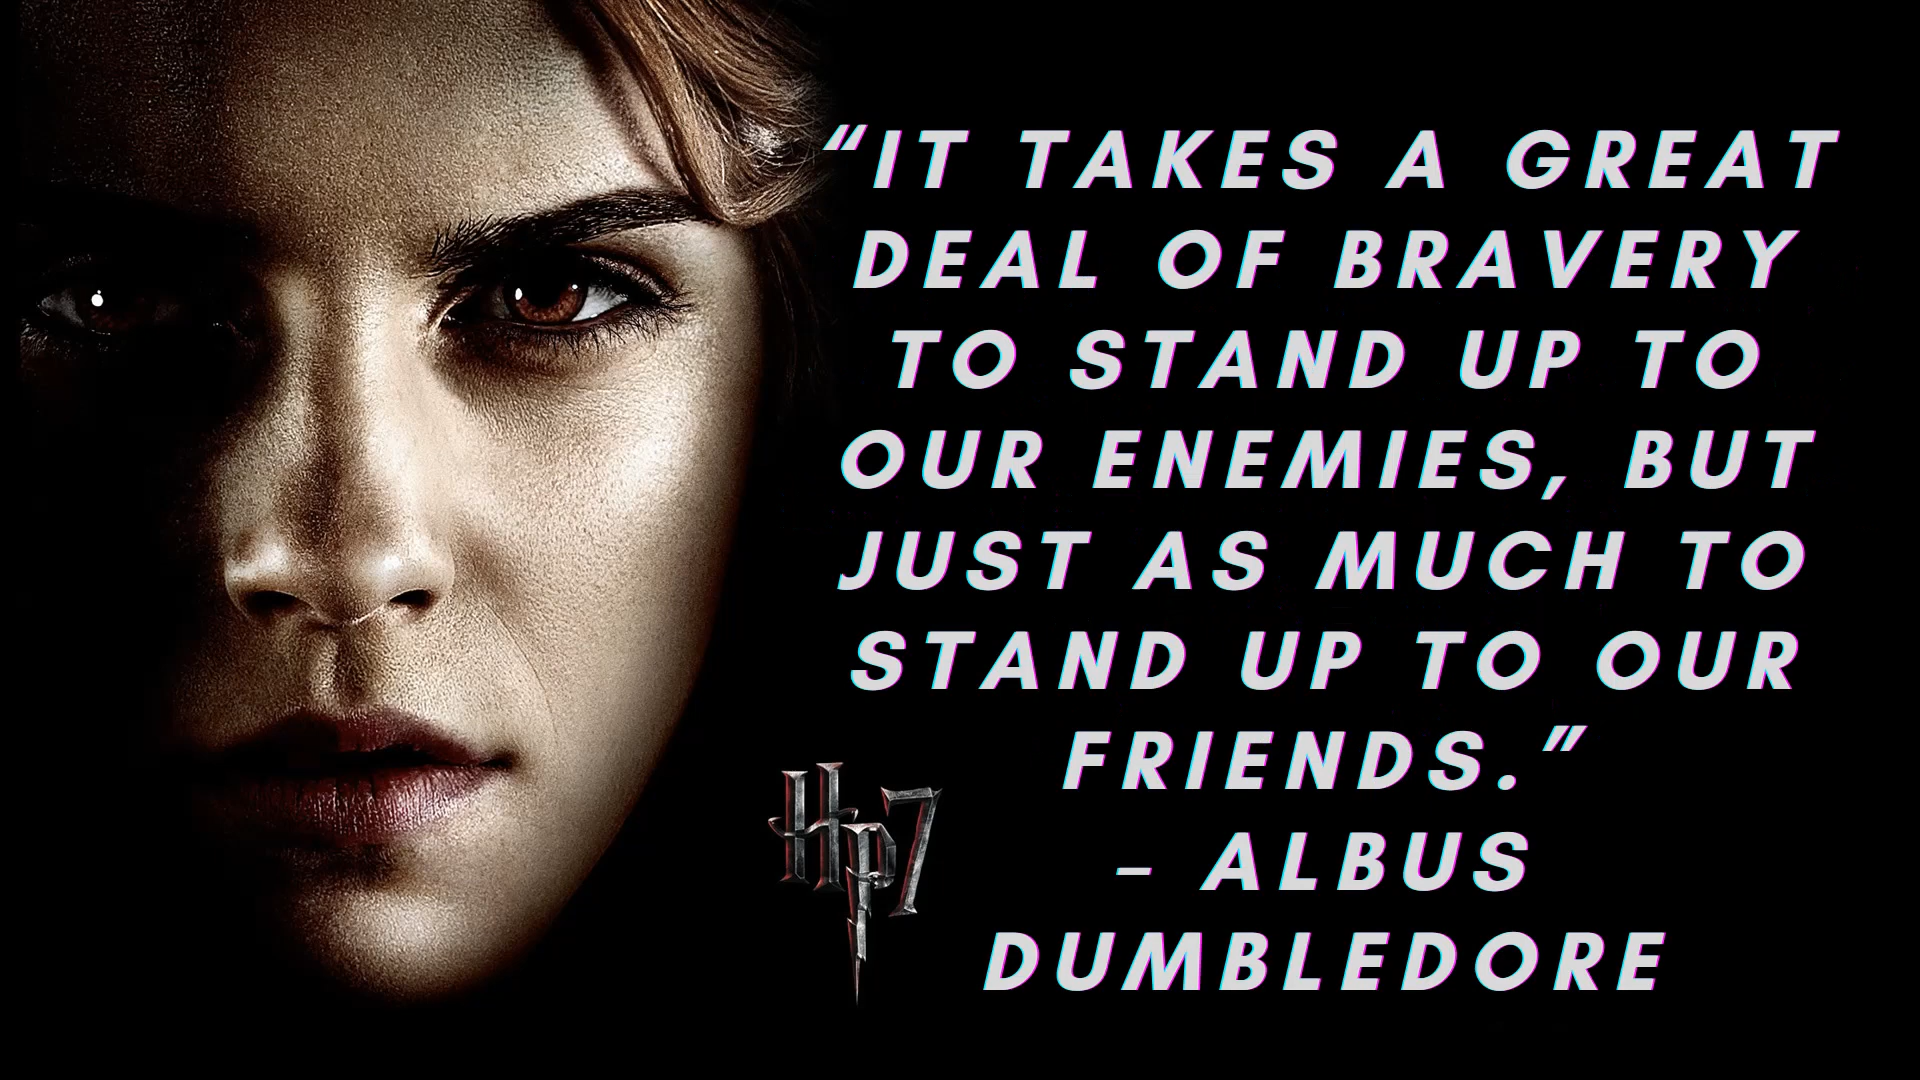 “IT TAKES A GREAT
DEAL OF BRAVERY
TO STAND UP TO
OUR ENEMIES, BUT
JUST AS MUCH TO
STAND UP TO OUR
FRIENDS.”
– ALBUS
DUMBLEDORE
Hp7